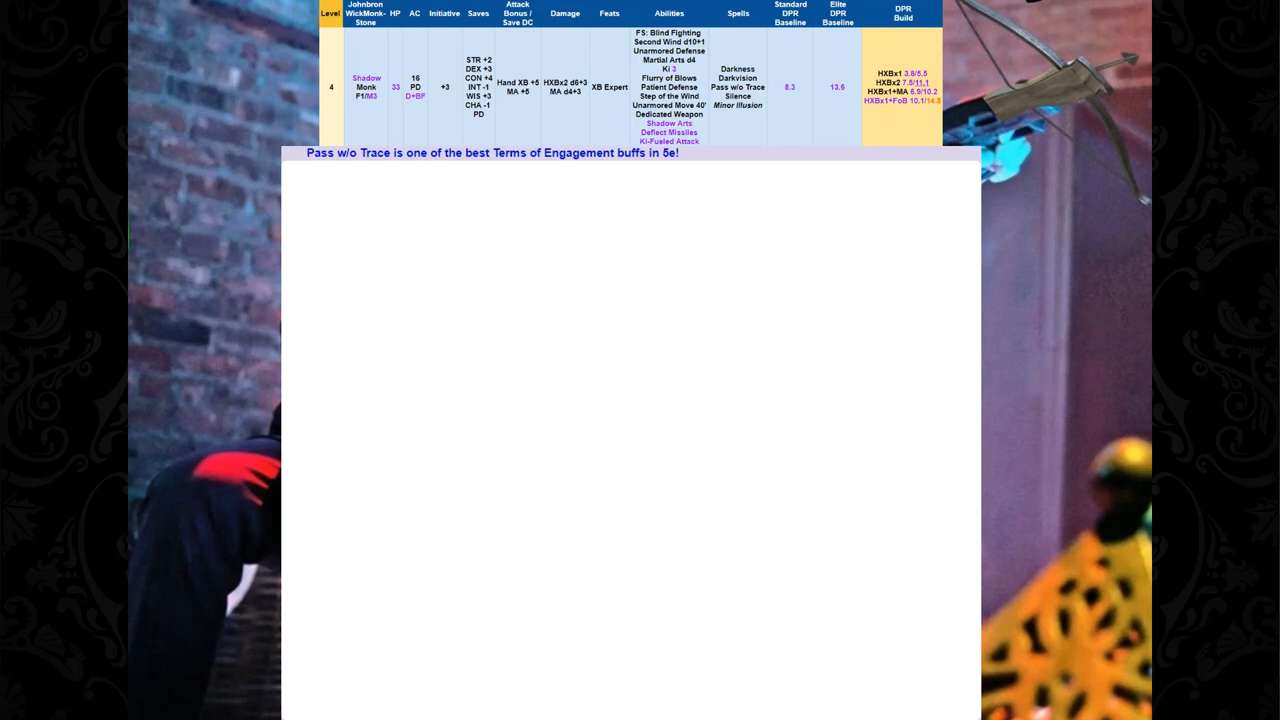 Level
Johnbron
WickMonk-
Stone
HP
AC
Initiative
Saves
Attack
Bonus /
Save DC
Damage
Feats
Abilities
Spells
Standard
DPR
Baseline
Elite
DPR
Baseline
DPR
Build
4
Shadow
Monk
F1/M3
33
16
PD
D+BF
+3
STR +2
DEX +3
CON +4
INT -1
WIS +3
CHA -1
PD
Hand XB +5
MA +5
HXBx2 d6+3
MA d4+3
XB Expert
FS: Blind Fighting
Second Wind d10+1
Unarmored Defense
Martial Arts d4
Ki 3
Flurry of Blows
Patient Defense
Step of the Wind
Unarmored Move 40'
Dedicated Weapon
Shadow Arts
Deflect Missiles
Ki-Fueled Attack
Darkness
Darkvision
Pass w/o Trace
Silence
Minor Illusion
8.3
13.6
HXBx1 3.8/5.5
HXBx2 7.5/11.1
HXBx1+MA 6.9/10.2
HXBx1+FoB 10.1/14.8
Pass w/o Trace is one of the best Terms of Engagement buffs in 5e!